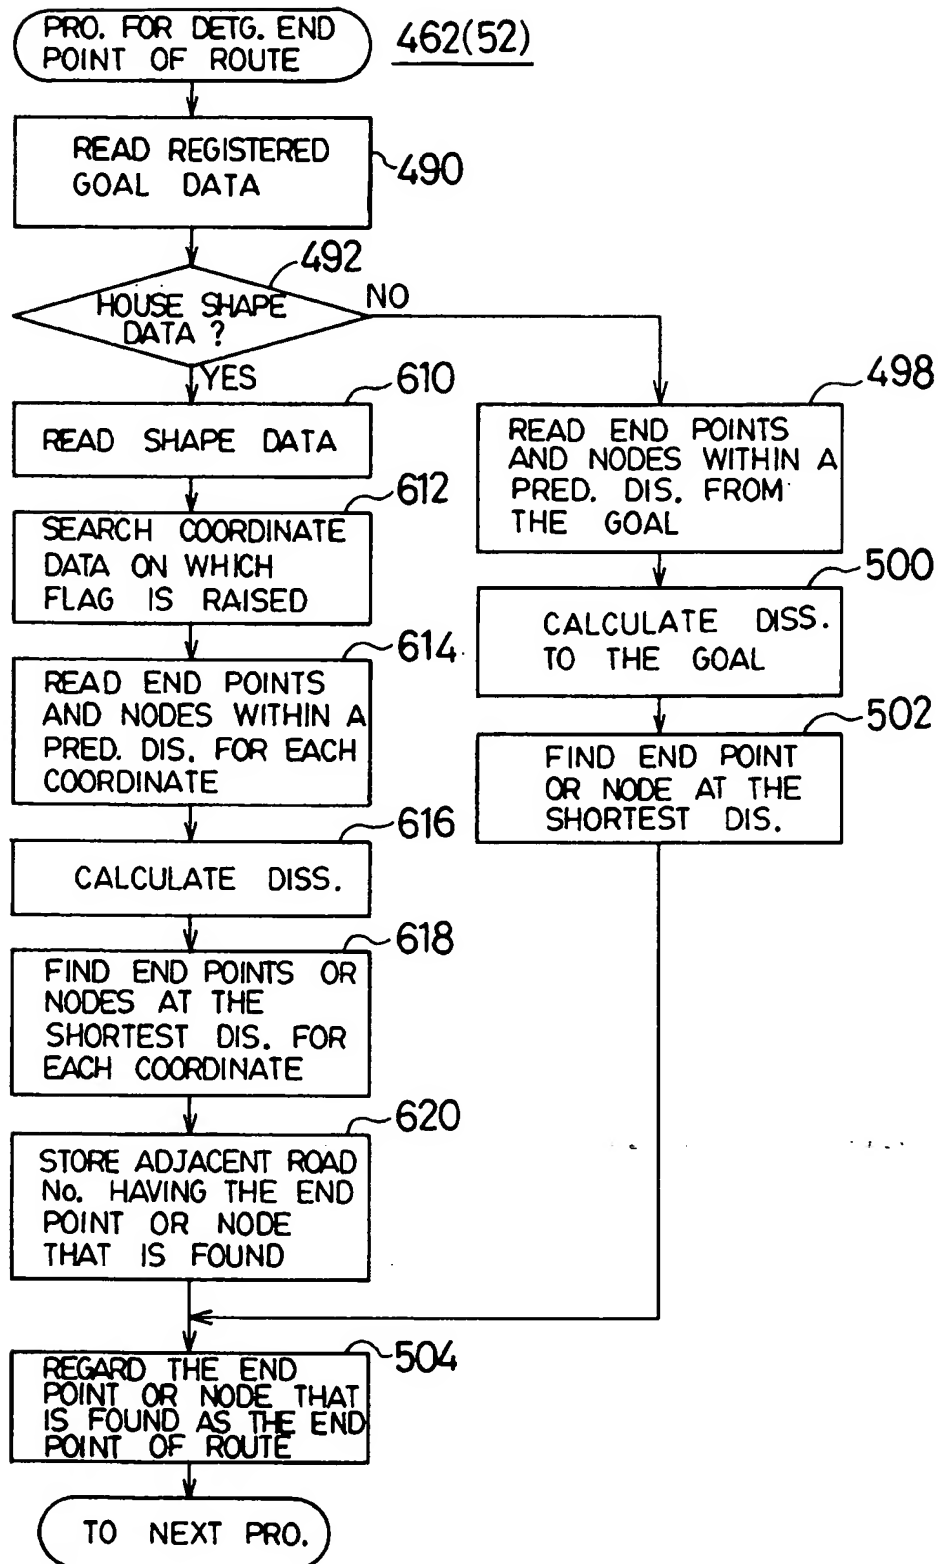 PRO. FOR DETG. END
POINT OF ROUTE
462(52)
READ REGISTERED
GOAL DATA
490
492
HOUSE SHAPE
DATA ?
NO
YES
610
READ SHAPE DATA
612
SEARCH COORDINATE
DATA ON WHICH
FLAG IS RAISED
614
READ END POINTS
AND NODES WITHIN A
PRED. DIS. FOR EACH
COORDINATE
616
CALCULATE DISS.
618
FIND END POINTS OR
NODES AT THE
SHORTEST DIS. FOR
EACH COORDINATE
620
STORE ADJACENT ROAD
No. HAVING THE END
POINT OR NODE
THAT IS FOUND
498
READ END POINTS
AND NODES WITHIN A
PRED. DIS. FROM
THE GOAL
500
CALCULATE DISS.
TO THE GOAL
502
FIND END POINT
OR NODE AT THE
SHORTEST DIS.
504
REGARD THE END
POINT OR NODE THAT
IS FOUND AS THE END
POINT OF ROUTE
TO NEXT PRO.